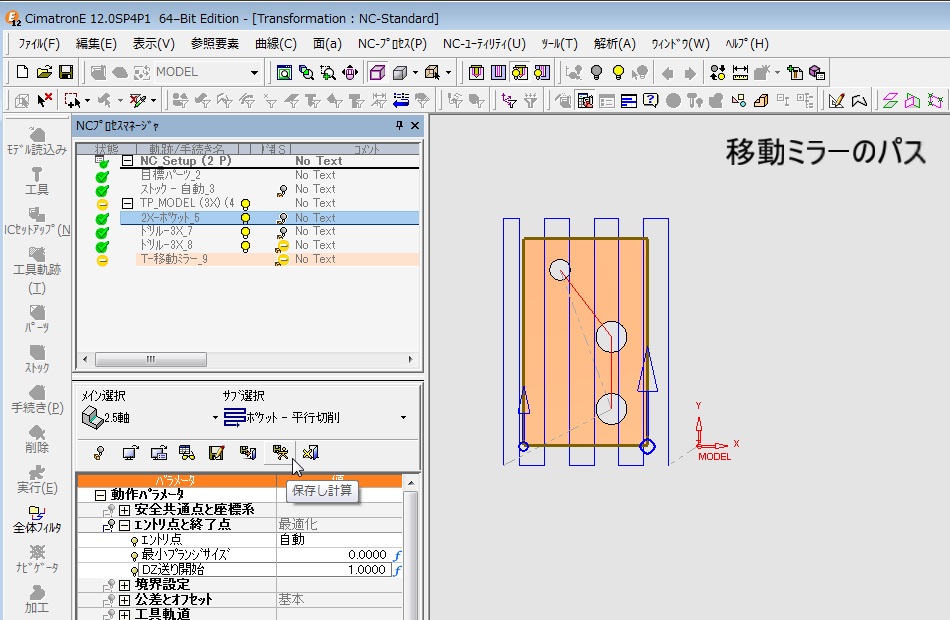 CimatronE 12.0SP4P1 64-Bit Edition - [Transformation : NC-Standard]
ﾌｧｲﾙ(F) 編集(E) 表示(V) 参照要素 曲線(C) 面(a) NC-ﾌﾟﾛｾｽ(P) NC-ﾕｰﾃｨﾘﾃｨ(U) ﾂｰﾙ(T) 解析(A) ｳｨﾝﾄﾞｳ(W) ﾍﾙﾌﾟ(H)
MODEL
NCﾌﾟﾛｾｽﾏﾈｰｼﾞｬ
状態 軌跡/手続き名 ｺﾒﾝﾄ
NC_Setup (2 P) No Text
目標ﾊﾟｰﾂ_2 No Text
ｽﾄｯｸ - 自動_3 No Text
TP_MODEL (3X) (4 No Text
2X-ﾎﾟｹｯﾄ_5 No Text
ﾄﾞﾘﾙ-3X_7 No Text
ﾄﾞﾘﾙ-3X_8 No Text
T-移動ﾐﾗｰ_9 No Text
ﾓﾃﾞﾙ読込み
工具
ICｾｯﾄｱｯﾌﾟ(N
工具軌跡
(T)
ﾊﾟｰﾂ
ｽﾄｯｸ
手続き(P)
削除
実行(E)
全体ﾌｨﾙﾀ
ﾅﾋﾞｹﾞｰﾀ
加工
ﾒｲﾝ選択 ｻﾌﾞ選択
2.5軸 ﾎﾟｹｯﾄ - 平行切削
保存し計算
ﾊﾟﾗﾒｰﾀ 値
動作ﾊﾟﾗﾒｰﾀ
安全共通点と座標系
ｴﾝﾄﾘ点と終了点 最適化
ｴﾝﾄﾘ点 自動
最小ﾌﾟﾗﾝｼﾞｻｲｽﾞ 0.0000 f
DZ送り開始 1.0000 f
境界設定
公差とｵﾌｾｯﾄ 基本
工具軌道
移動ミラーのパス
Y
X
MODEL